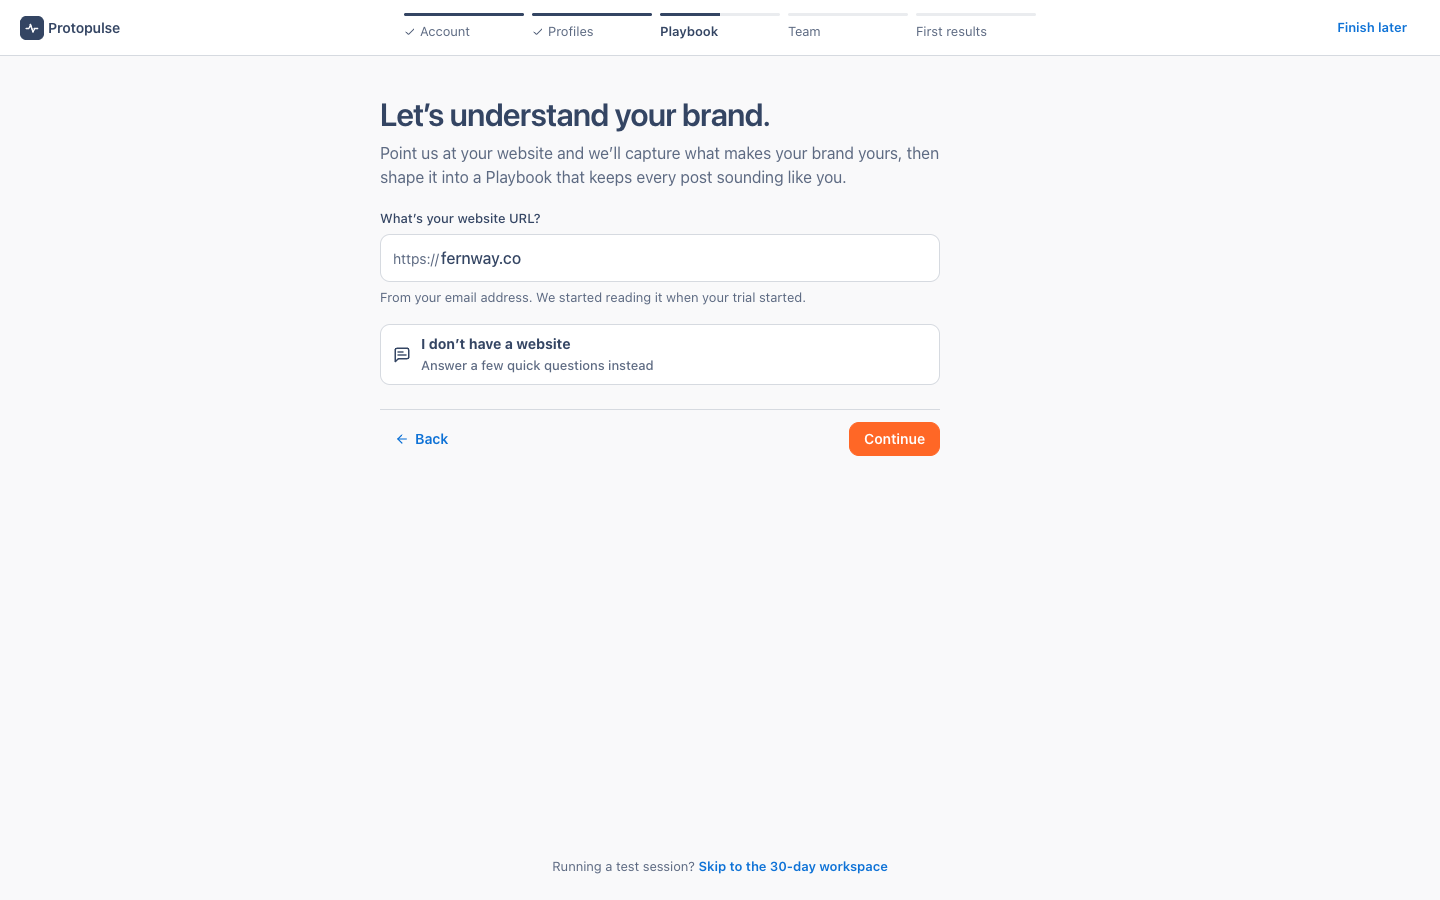 Protopulse
Account
Profiles
Playbook
Team
First results
Finish later
Let’s understand your brand.
Point us at your website and we’ll capture what makes your brand yours, then
shape it into a Playbook that keeps every post sounding like you.
What’s your website URL?
https://fernway.co
From your email address. We started reading it when your trial started.
I don’t have a website
Answer a few quick questions instead
Back
Continue
Running a test session? Skip to the 30-day workspace